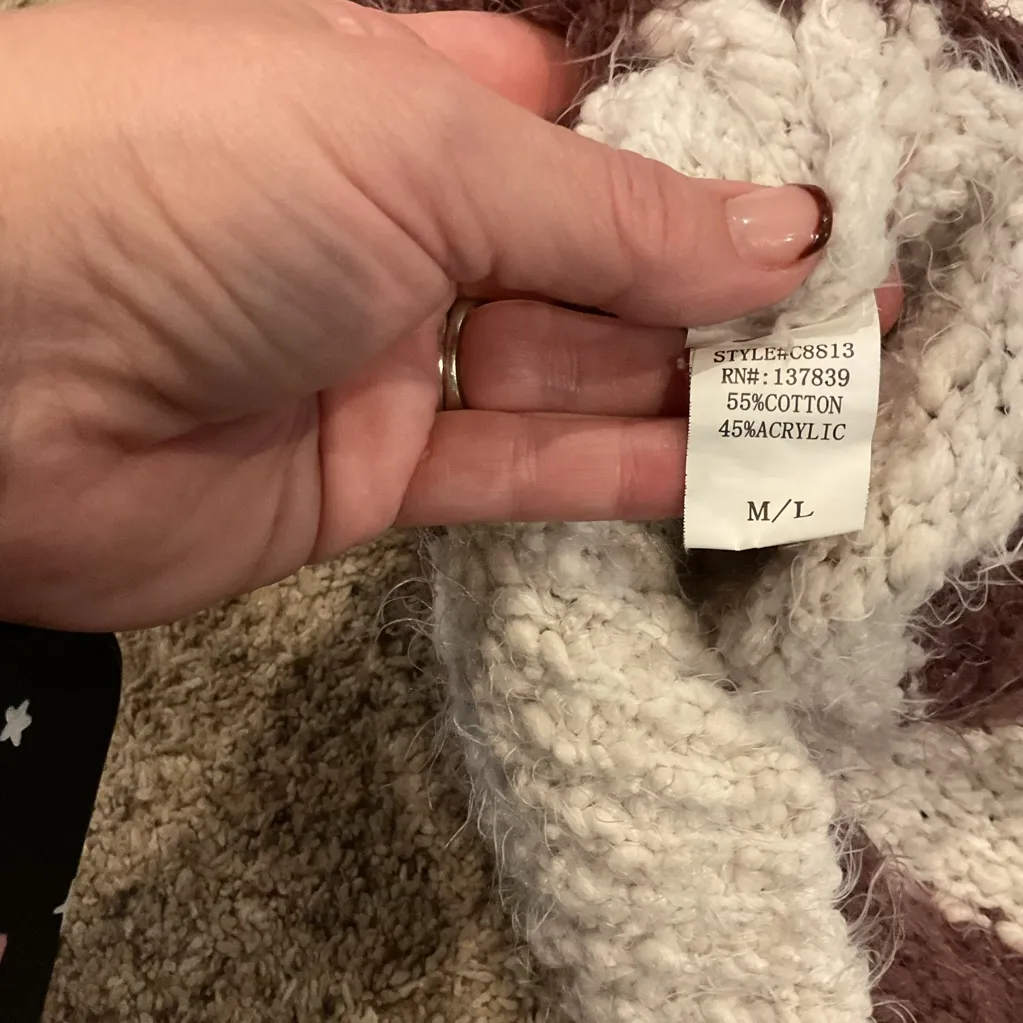 STYLE#C8813
RN#:137839
55%COTTON
45%ACRYLIC
M/L